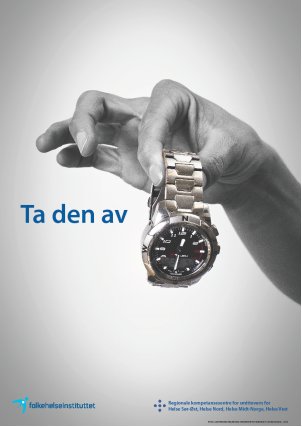 Ta den av
N
folkehelseinstituttet
Regionale kompetansesentre for smittevern for
Helse Sør-Øst, Helse Nord, Helse Midt-Norge, Helse Vest